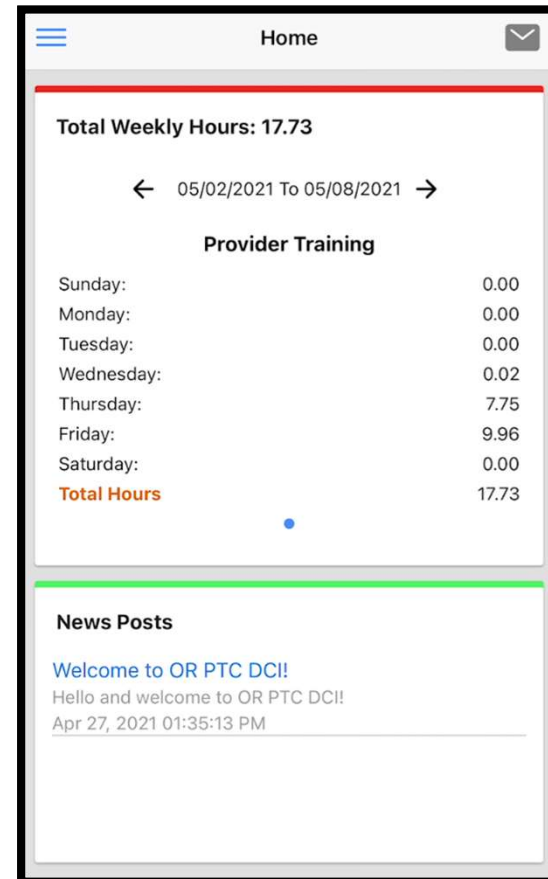 Home
Total Weekly Hours: 17.73
05/02/2021 To 05/08/2021
Provider Training
Sunday: 0.00
Monday: 0.00
Tuesday: 0.00
Wednesday: 0.02
Thursday: 7.75
Friday: 9.96
Saturday: 0.00
Total Hours 17.73
News Posts
Welcome to OR PTC DCI!
Hello and welcome to OR PTC DCI!
Apr 27, 2021 01:35:13 PM